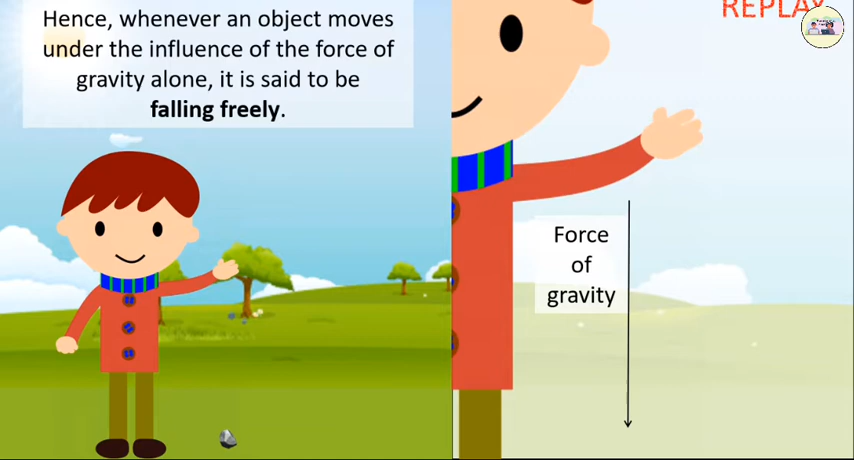 Hence, whenever an object moves
under the influence of the force of
gravity alone, it is said to be
falling freely.
REPLAY
Force
of
gravity